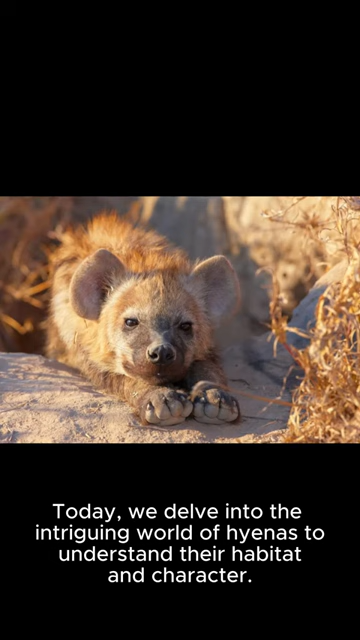 Today, we delve into the
intriguing world of hyenas to
understand their habitat
and character.